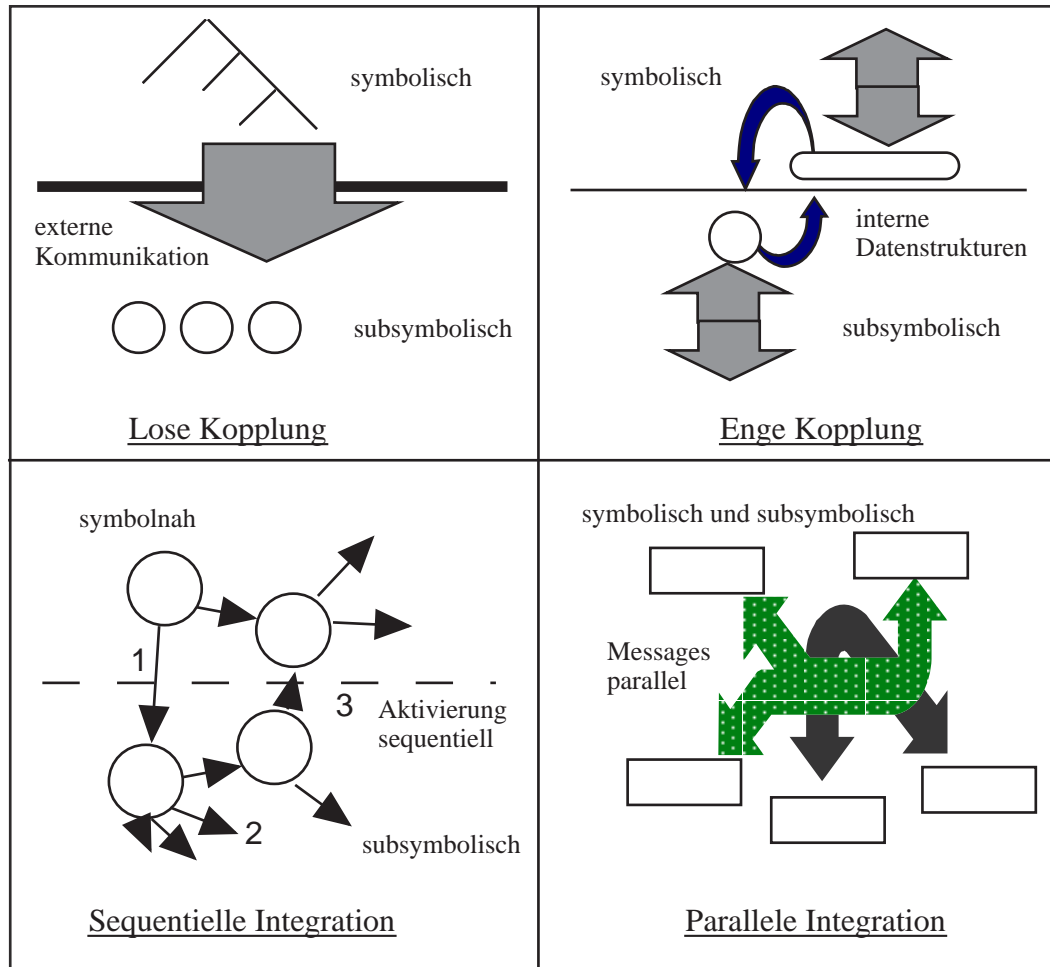 symbolisch
externe
Kommunikation
subsymbolisch
Lose Kopplung
symbolisch
interne
Datenstrukturen
subsymbolisch
Enge Kopplung
symbolnah
1
3
Aktivierung
sequentiell
2
subsymbolisch
Sequentielle Integration
symbolisch und subsymbolisch
Messages
parallel
Parallele Integration